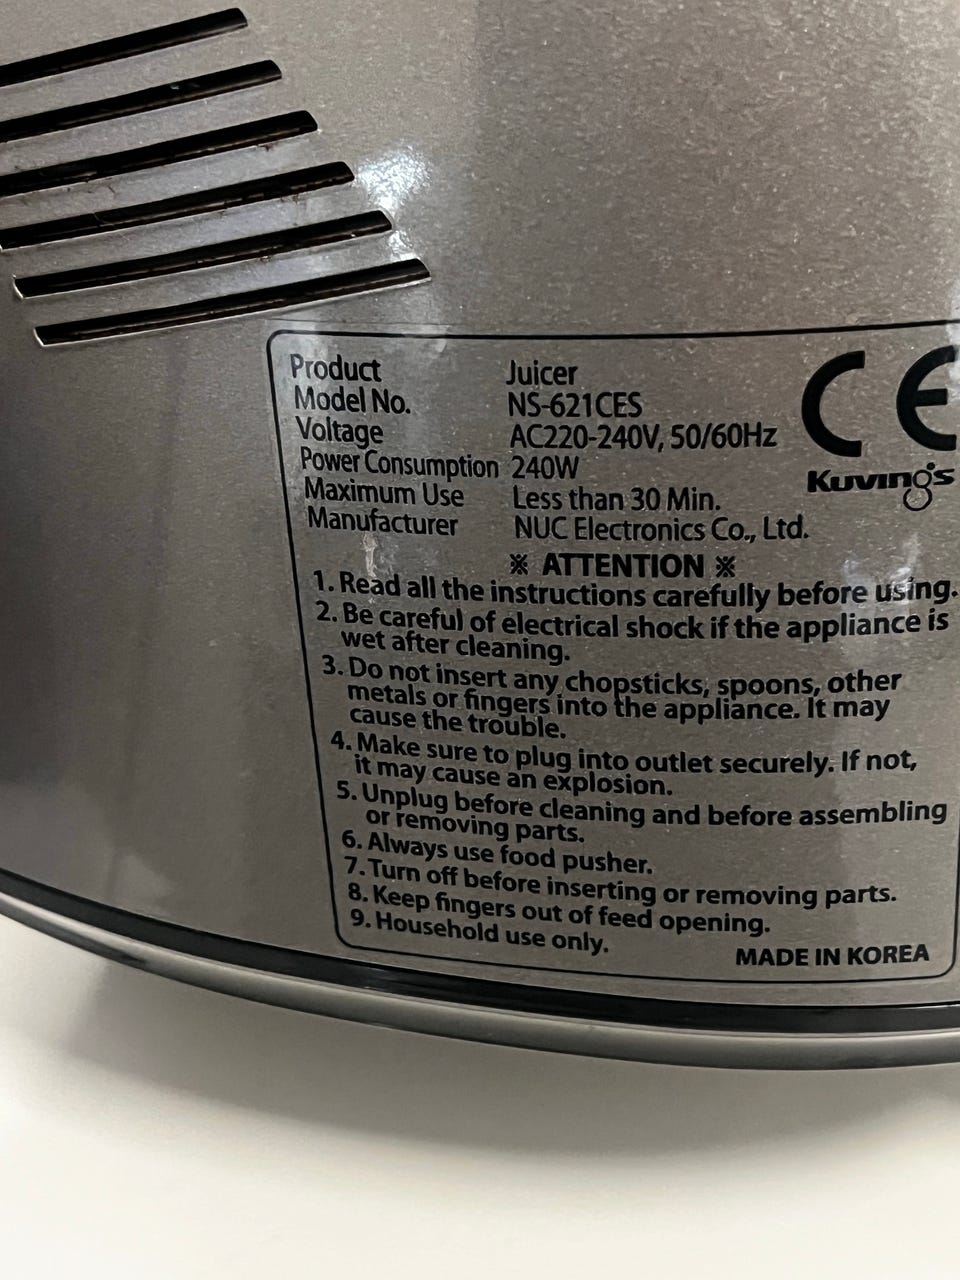 Product Juicer
Model No. NS-621CES
Voltage AC220-240V, 50/60Hz
Power Consumption 240W
Maximum Use Less than 30 Min.
Manufacturer NUC Electronics Co., Ltd.
CE
Kuvings
※ ATTENTION ※
1. Read all the instructions carefully before using.
2. Be careful of electrical shock if the appliance is
wet after cleaning.
3. Do not insert any chopsticks, spoons, other
metals or fingers into the appliance. It may
cause the trouble.
4. Make sure to plug into outlet securely. If not,
it may cause an explosion.
5. Unplug before cleaning and before assembling
or removing parts.
6. Always use food pusher.
7. Turn off before inserting or removing parts.
8. Keep fingers out of feed opening.
9. Household use only.
MADE IN KOREA